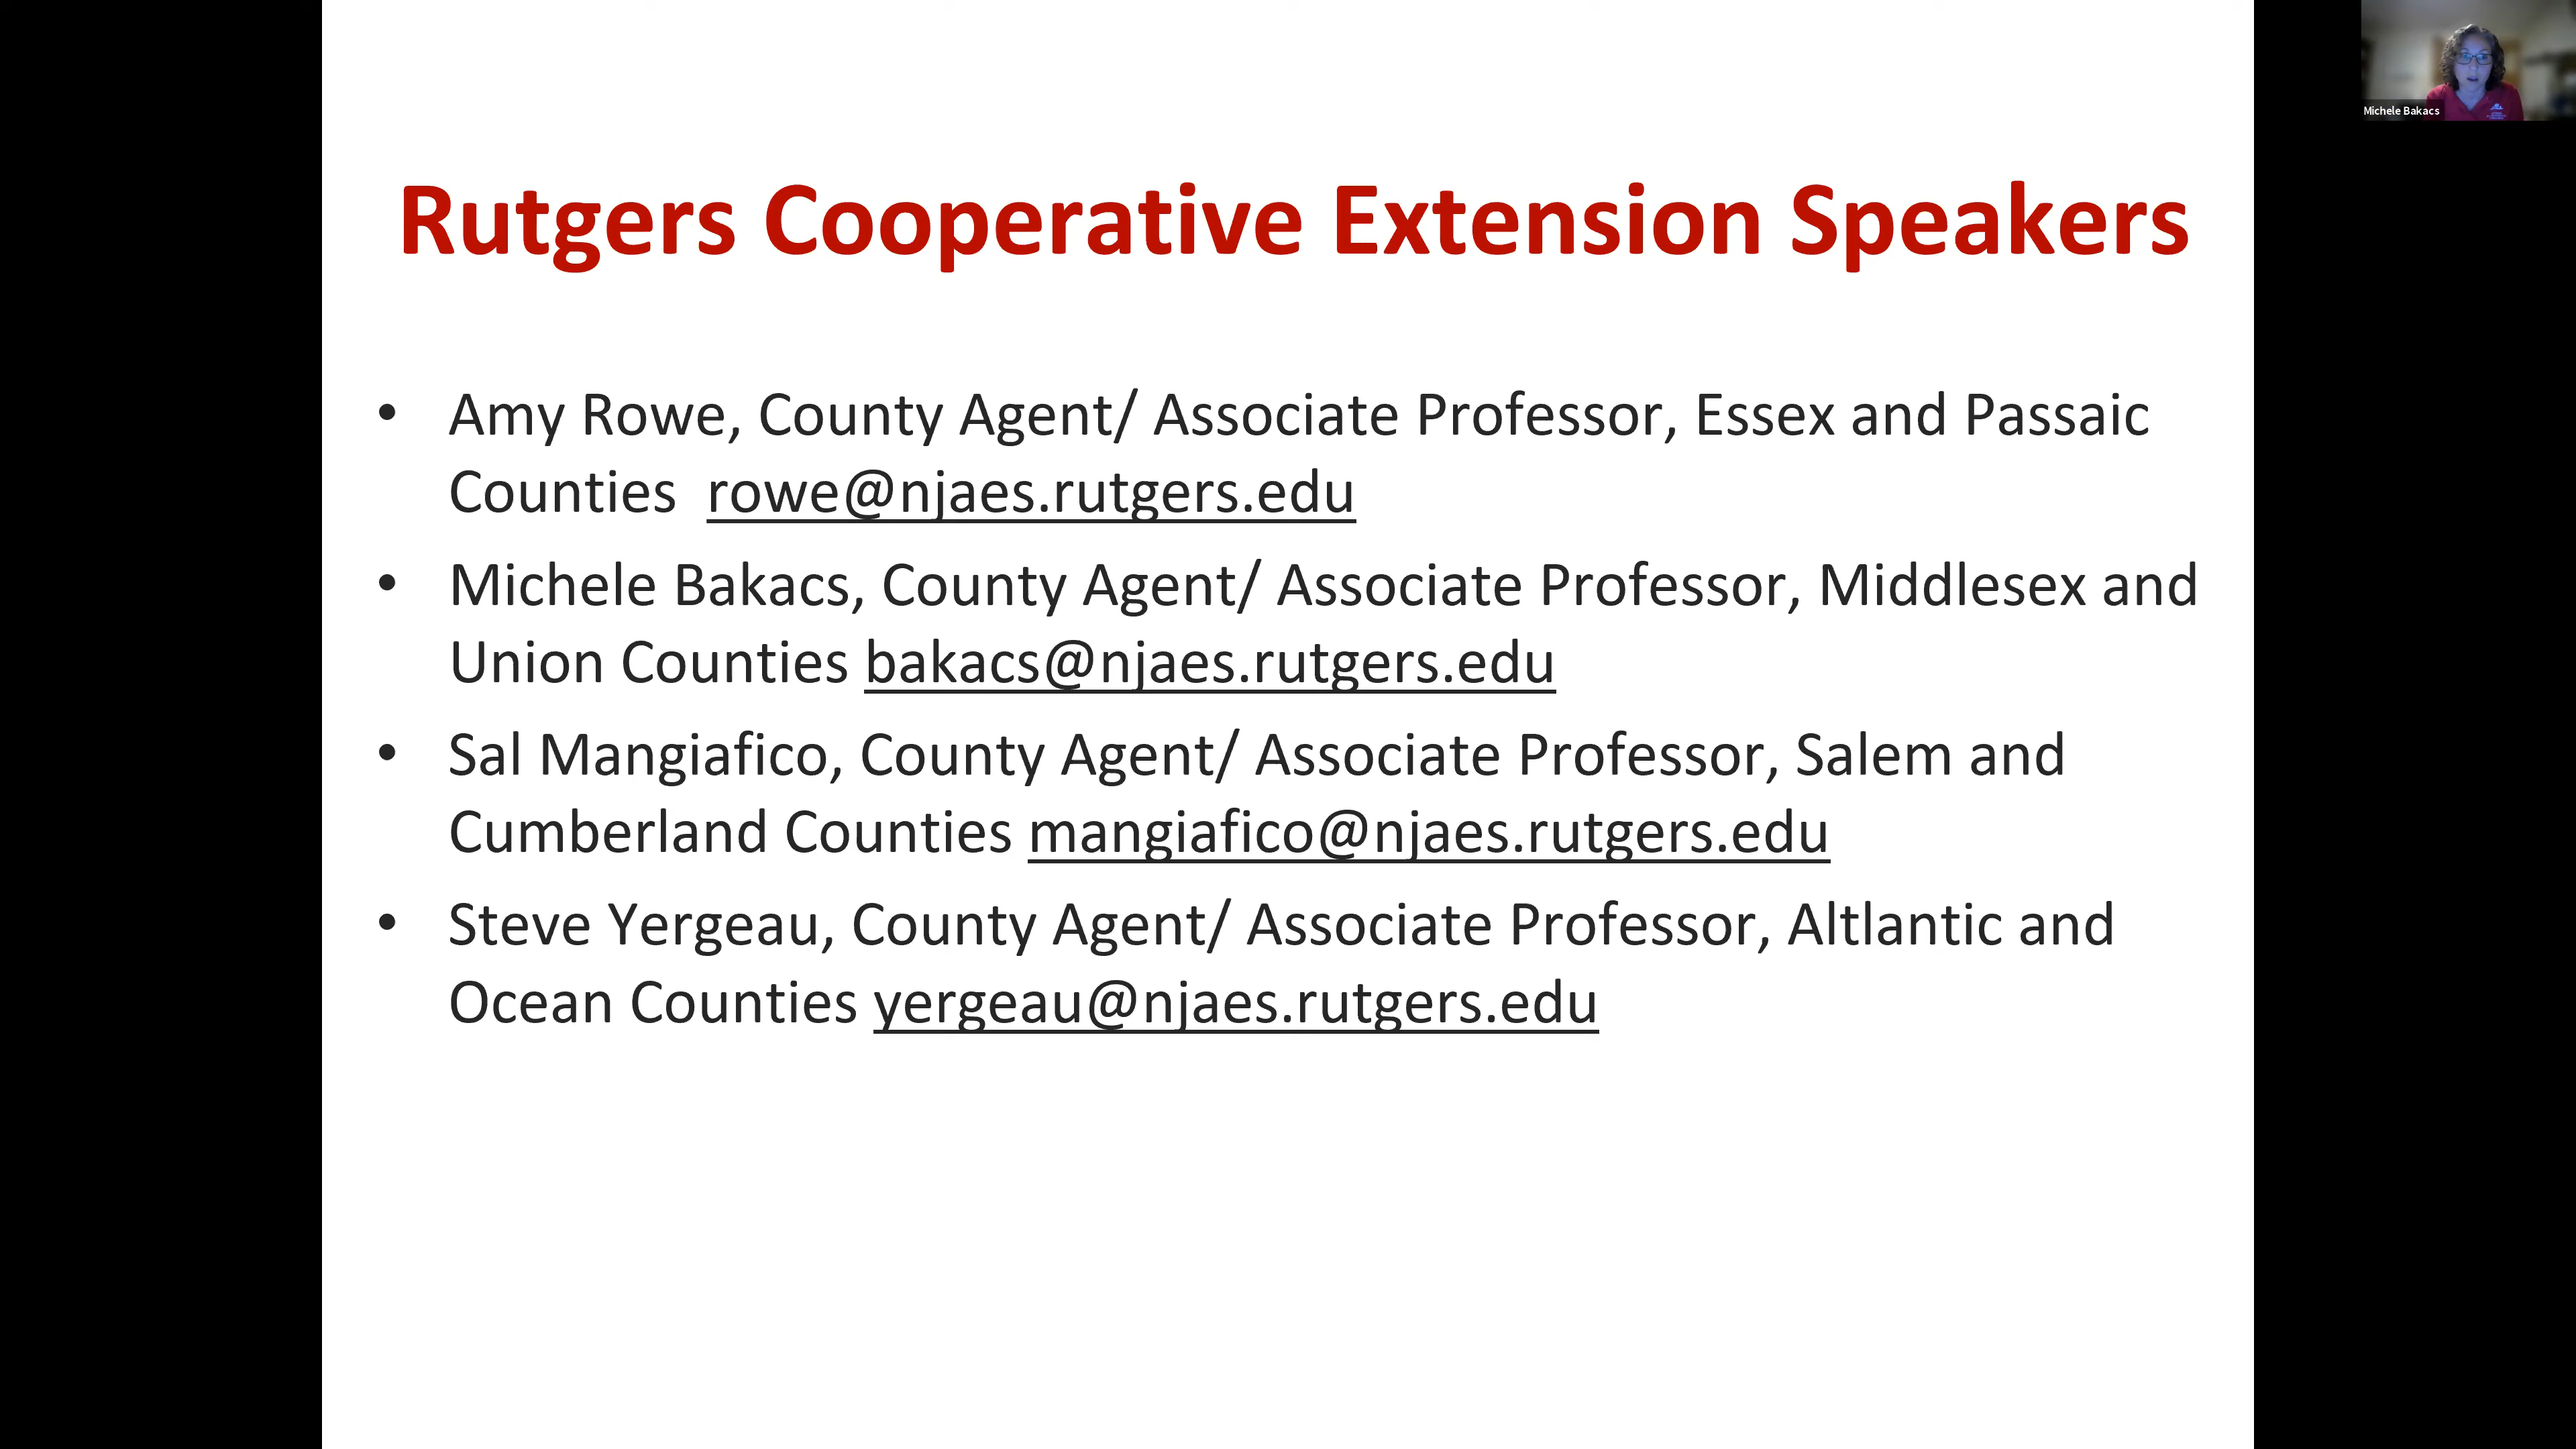 Rutgers Cooperative Extension Speakers
• Amy Rowe, County Agent/ Associate Professor, Essex and Passaic
Counties rowe@njaes.rutgers.edu
• Michele Bakacs, County Agent/ Associate Professor, Middlesex and
Union Counties bakacs@njaes.rutgers.edu
• Sal Mangiafico, County Agent/ Associate Professor, Salem and
Cumberland Counties mangiafico@njaes.rutgers.edu
• Steve Yergeau, County Agent/ Associate Professor, Altlantic and
Ocean Counties yergeau@njaes.rutgers.edu
Michele Bakacs